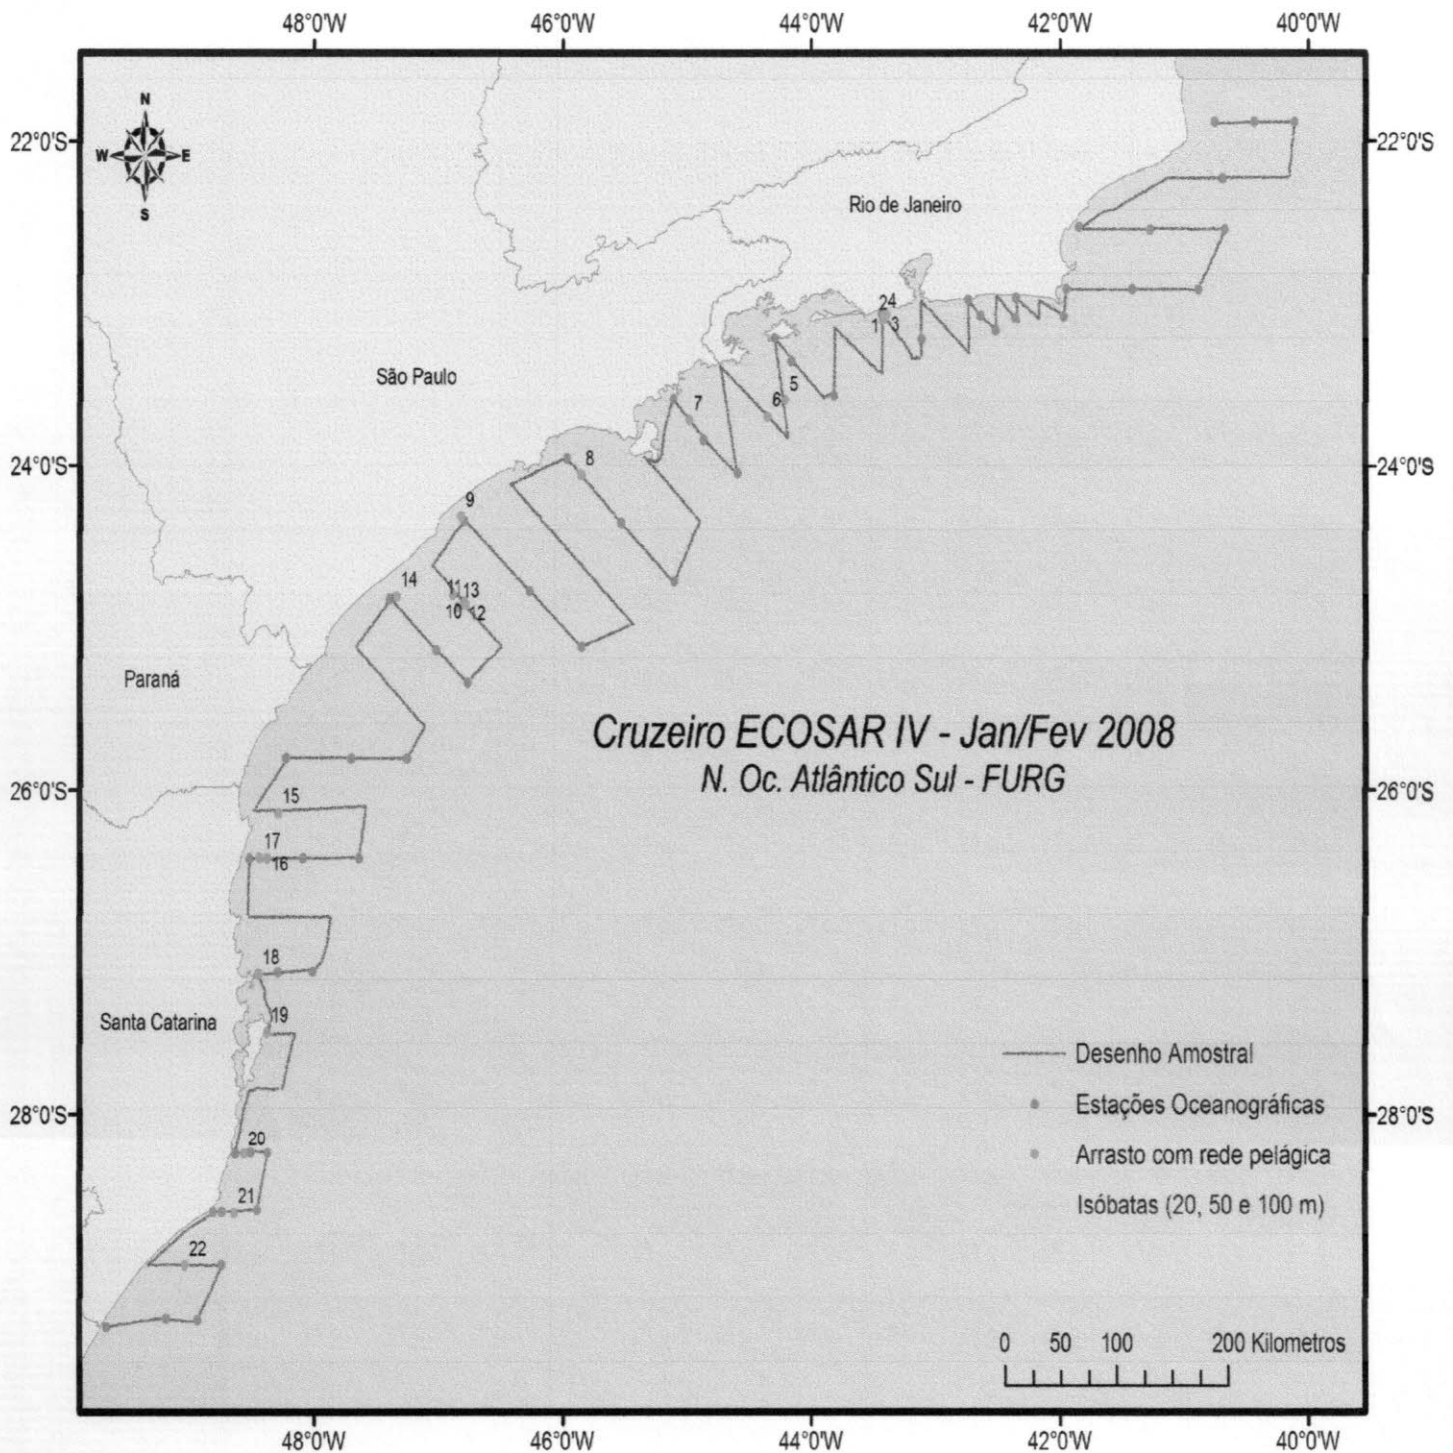 48°0'W 46°0'W 44°0'W 42°0'W 40°0'W
N
W E
S
22°0'S 22°0'S
Rio de Janeiro
24
1 3
São Paulo
5
7 6
8
24°0'S 24°0'S
9
14 11 13
10 12
Paraná
Cruzeiro ECOSAR IV - Jan/Fev 2008
N. Oc. Atlântico Sul - FURG
26°0'S 26°0'S
15
17
16
18
Santa Catarina 19
Desenho Amostral
Estações Oceanográficas
28°0'S 28°0'S
20
Arrasto com rede pelágica
21
Isóbatas (20, 50 e 100 m)
22
0 50 100 200 Kilometros
48°0'W 46°0'W 44°0'W 42°0'W 40°0'W